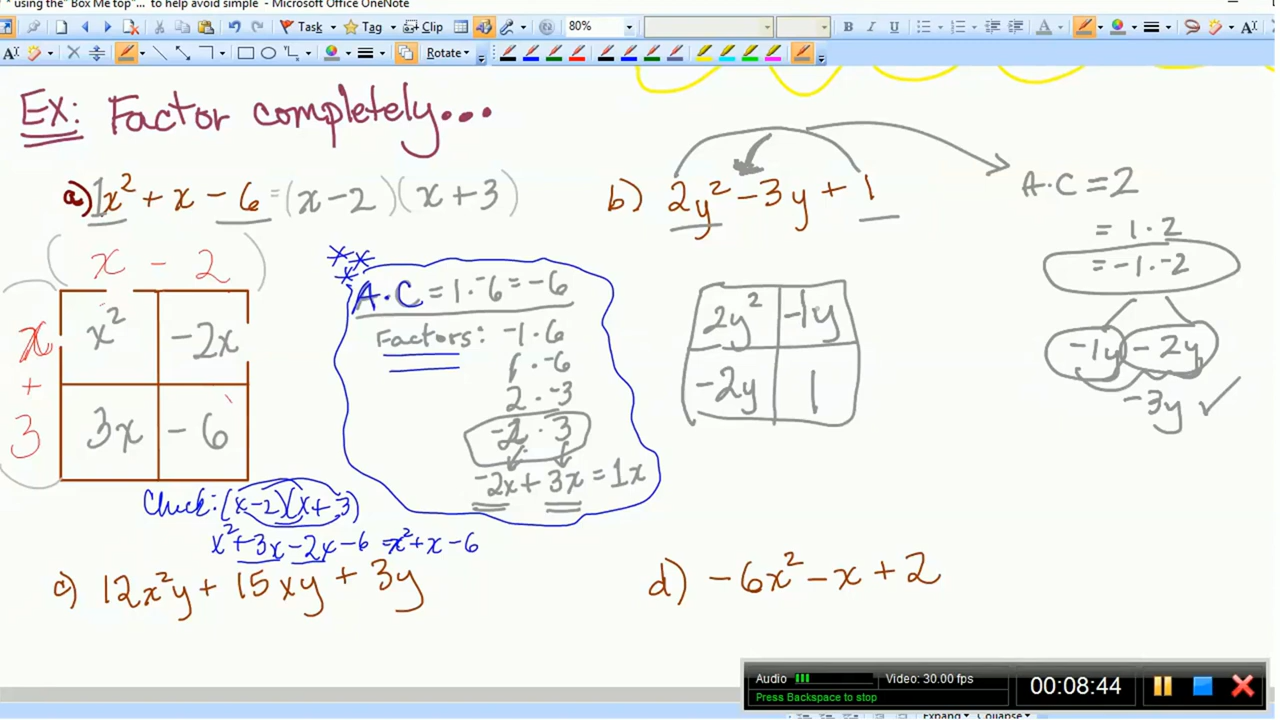 * using the" Box Me top"... to help avoid simple - Microsoft Office OneNote
Task Tag Clip 80% B I U
Rotate
EX: Factor completely...
a) 1x² + x - 6 = (x - 2)(x + 3)
x - 2
x + 3
x² -2x
3x -6
A·C = 1·⁻6 = -6
Factors: -1·6
1·-6
2·-3
-2·3
-2x + 3x = 1x
Check: (x-2)(x+3)
x² + 3x - 2x - 6 = x² + x - 6
b) 2y² - 3y + 1
2y² -1y
-2y 1
A·C = 2
= 1·2
= -1·-2
-1y - 2y
-3y ✓
c) 12x²y + 15xy + 3y
d) -6x² - x + 2
Audio Video: 30.00 fps
Press Backspace to stop
00:08:44
Expand Collapse